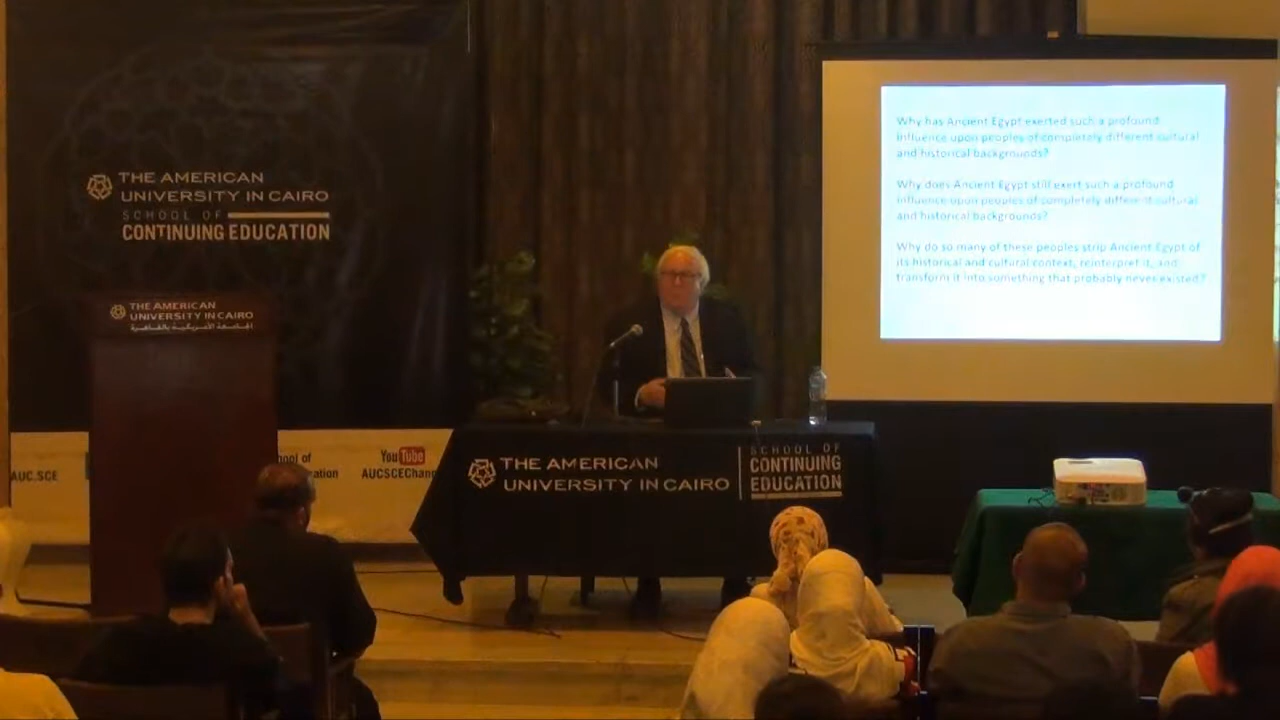 THE AMERICAN
UNIVERSITY IN CAIRO
SCHOOL OF
CONTINUING EDUCATION
THE AMERICAN
UNIVERSITY IN CAIRO
الجامعة الأمريكية بالقاهرة
Why has Ancient Egypt exerted such a profound
influence upon peoples of completely different cultural
and historical backgrounds?
Why does Ancient Egypt still exert such a profound
influence upon peoples of completely different cultural
and historical backgrounds?
Why do so many of these peoples strip Ancient Egypt of
its historical and cultural context, reinterpret it, and
transform it into something that probably never existed?
AUC.SCE
ool of
ation
YouTube
AUCSCEChan
THE AMERICAN
UNIVERSITY IN CAIRO
SCHOOL OF
CONTINUING
EDUCATION